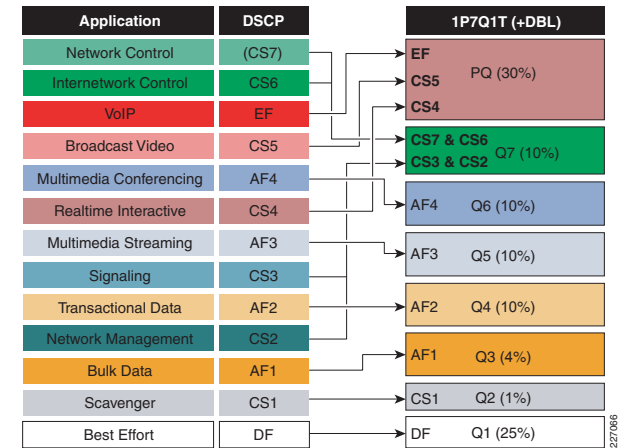 Application DSCP 1P7Q1T (+DBL)
Network Control (CS7)
Internetwork Control CS6
VoIP EF
Broadcast Video CS5
Multimedia Conferencing AF4
Realtime Interactive CS4
Multimedia Streaming AF3
Signaling CS3
Transactional Data AF2
Network Management CS2
Bulk Data AF1
Scavenger CS1
Best Effort DF
EF
CS5 PQ (30%)
CS4
CS7 & CS6
CS3 & CS2 Q7 (10%)
AF4 Q6 (10%)
AF3 Q5 (10%)
AF2 Q4 (10%)
AF1 Q3 (4%)
CS1 Q2 (1%)
DF Q1 (25%)
227066